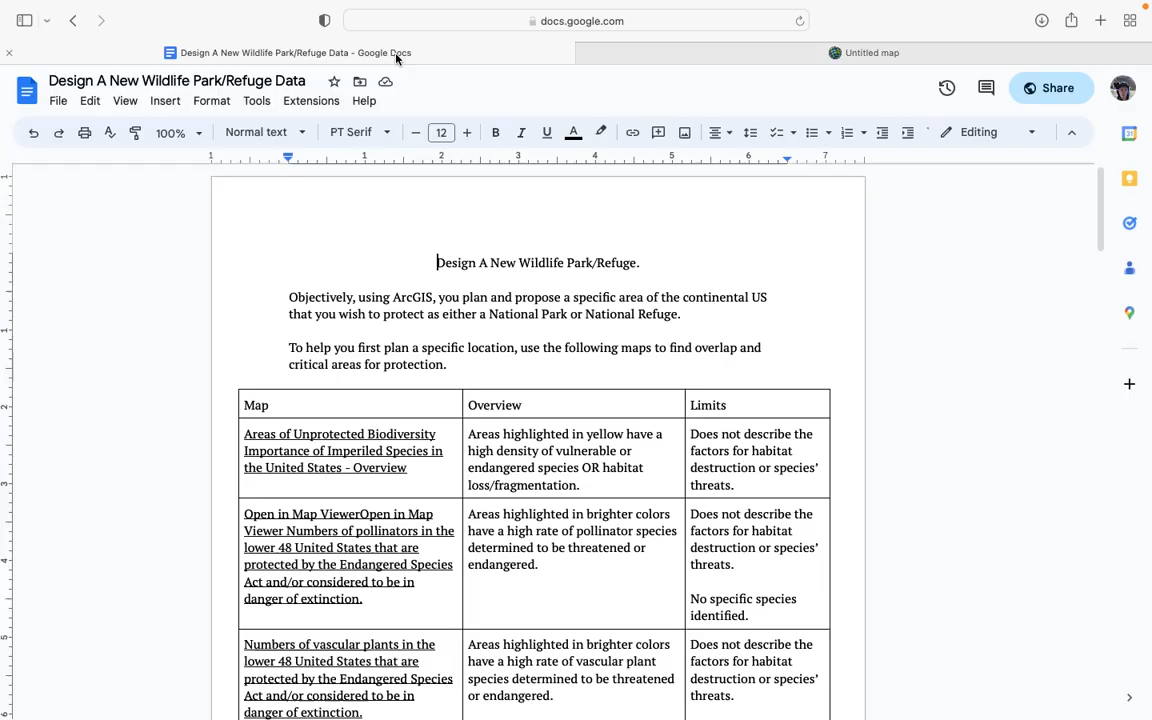 docs.google.com
Design A New Wildlife Park/Refuge Data - Google Docs
Untitled map
Design A New Wildlife Park/Refuge Data
File Edit View Insert Format Tools Extensions Help
Share
100% Normal text PT Serif 12 B I U A Editing
1 1 2 3 4 5 6 7
Design A New Wildlife Park/Refuge.
Objectively, using ArcGIS, you plan and propose a specific area of the continental US
that you wish to protect as either a National Park or National Refuge.
To help you first plan a specific location, use the following maps to find overlap and
critical areas for protection.
Map
Overview
Limits
Areas of Unprotected Biodiversity
Importance of Imperiled Species in
the United States - Overview
Areas highlighted in yellow have a
high density of vulnerable or
endangered species OR habitat
loss/fragmentation.
Does not describe the
factors for habitat
destruction or species’
threats.
Open in Map ViewerOpen in Map
Viewer Numbers of pollinators in the
lower 48 United States that are
protected by the Endangered Species
Act and/or considered to be in
danger of extinction.
Areas highlighted in brighter colors
have a high rate of pollinator species
determined to be threatened or
endangered.
Does not describe the
factors for habitat
destruction or species’
threats.
No specific species
identified.
Numbers of vascular plants in the
lower 48 United States that are
protected by the Endangered Species
Act and/or considered to be in
danger of extinction.
Areas highlighted in brighter colors
have a high rate of vascular plant
species determined to be threatened
or endangered.
Does not describe the
factors for habitat
destruction or species’
threats.